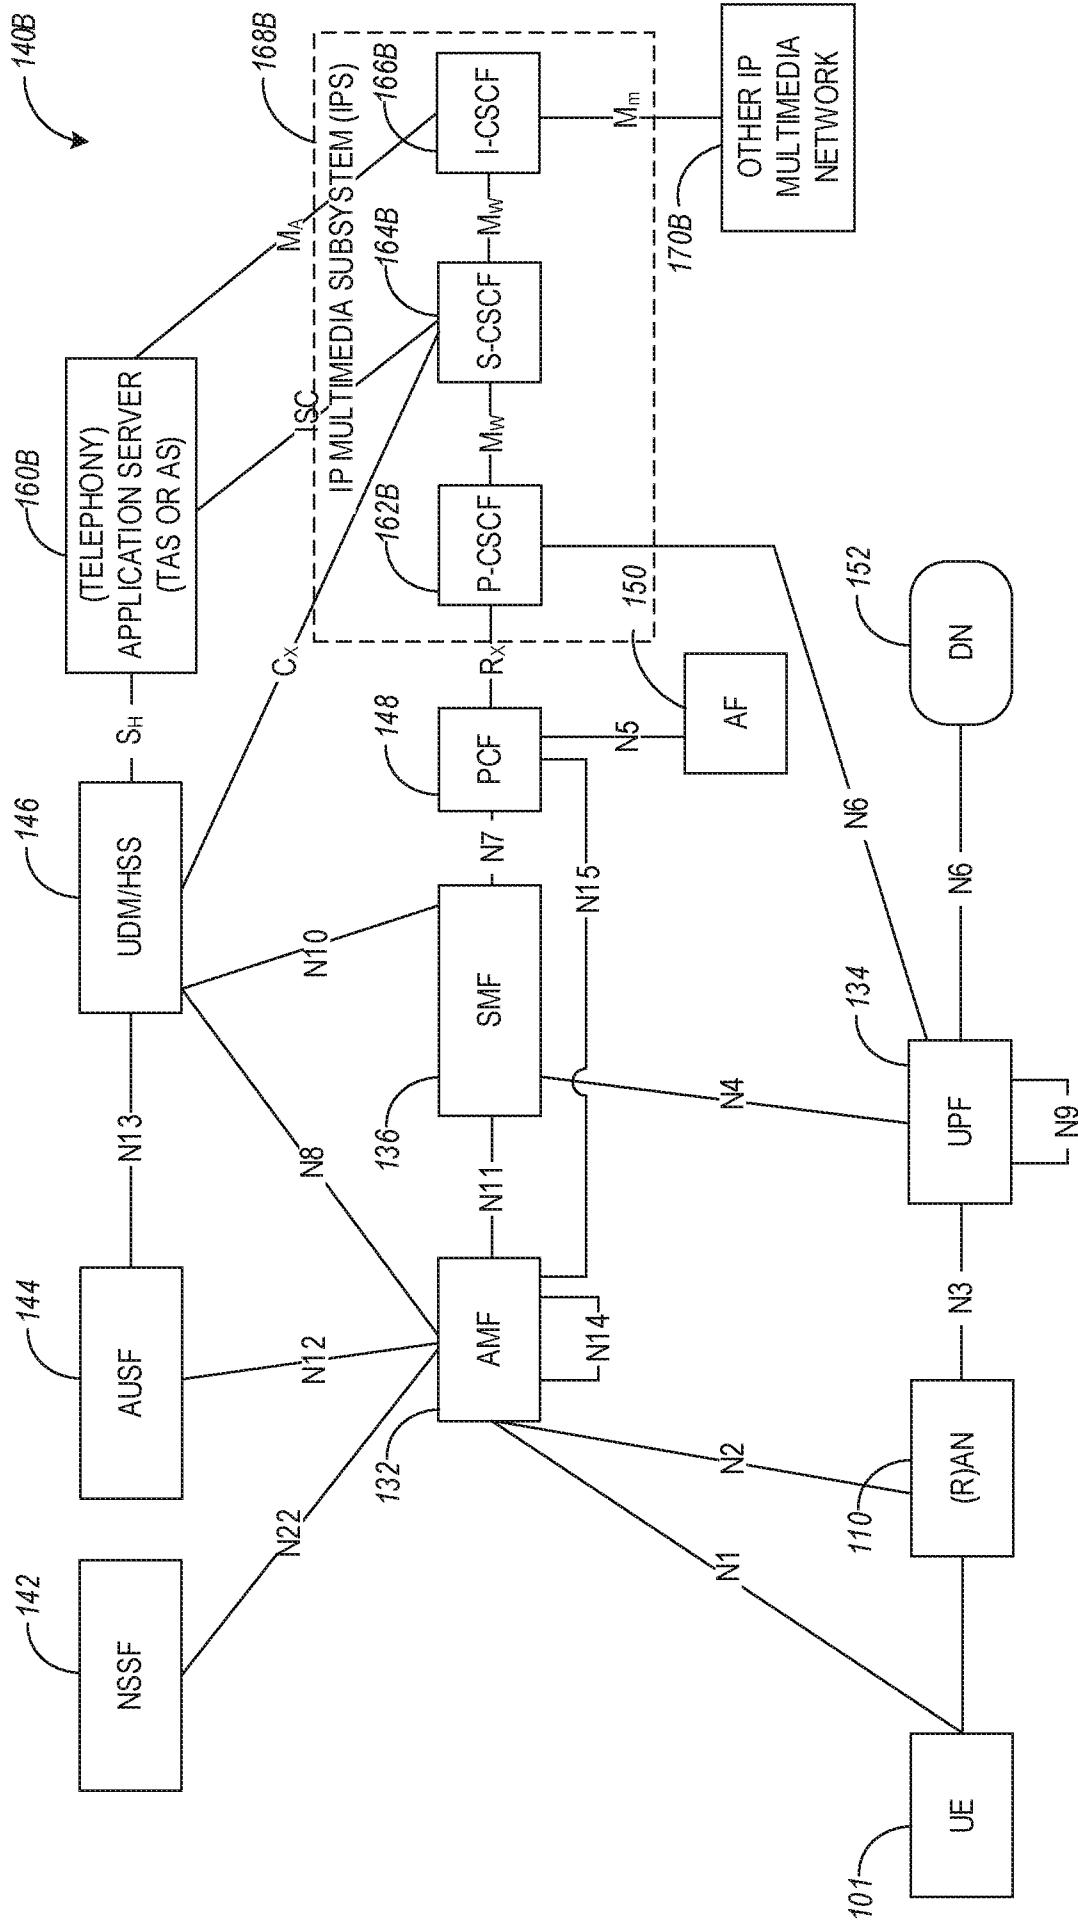 140B
142
NSSF
144
AUSF
N13
146
UDM/HSS
SH
160B
(TELEPHONY)
APPLICATION SERVER
(TAS OR AS)
N22
N12
N8
N10
CX
ISC
MA
168B
IP MULTIMEDIA SUBSYSTEM (IPS)
132
AMF
N14
N11
136
SMF
N7
148
PCF
RX
162B
P-CSCF
MW
164B
S-CSCF
MW
166B
I-CSCF
N15
N5
150
AF
Mm
170B
OTHER IP
MULTIMEDIA
NETWORK
N1
N2
N4
N6
101
UE
110
(R)AN
N3
134
UPF
N9
N6
152
DN